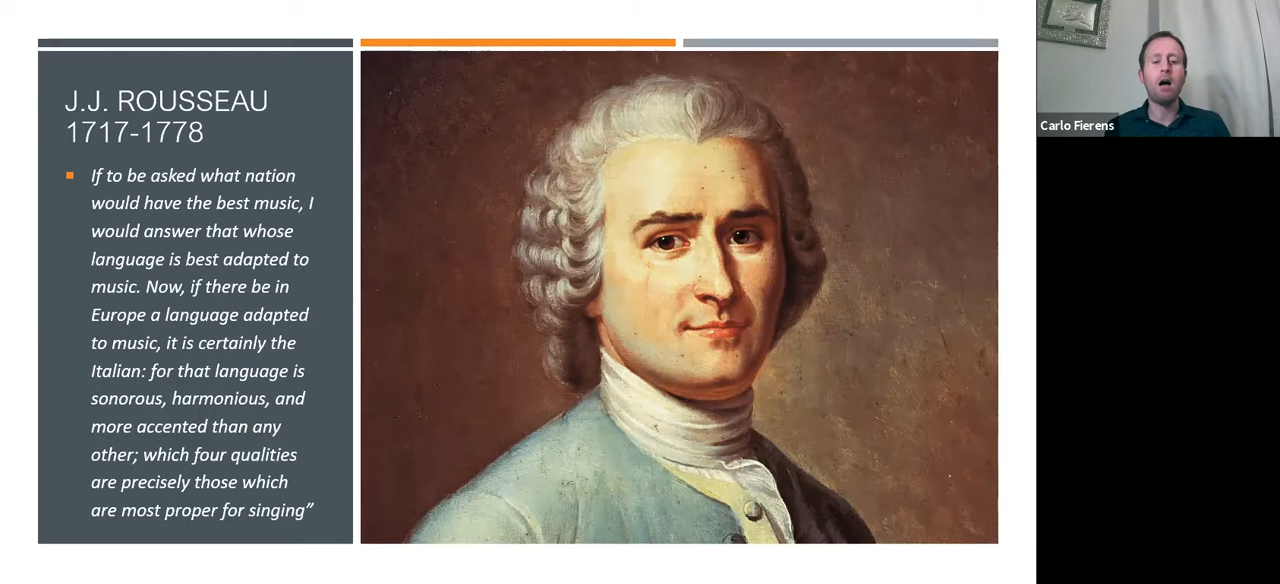 J.J. ROUSSEAU
1717-1778
If to be asked what nation
would have the best music, I
would answer that whose
language is best adapted to
music. Now, if there be in
Europe a language adapted
to music, it is certainly the
Italian: for that language is
sonorous, harmonious, and
more accented than any
other; which four qualities
are precisely those which
are most proper for singing”
Carlo Fierens